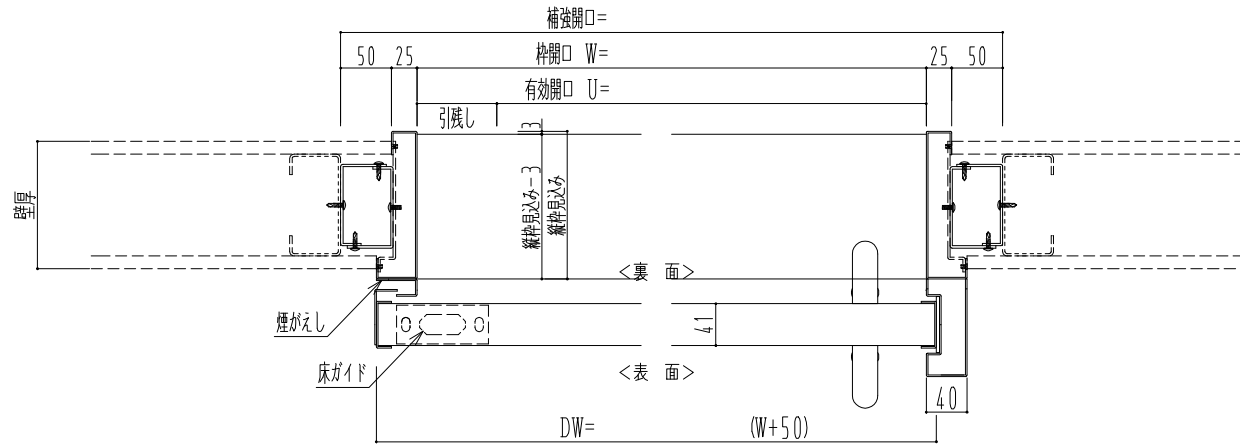 補強開口=
50 25 枠開口 W= 25 50
有効開口 U=
引残し
3
壁厚
縦枠見込み-3
縦枠見込み
<裏 面>
煙がえし
41
床ガイド
<表 面>
40
DW= (W+50)